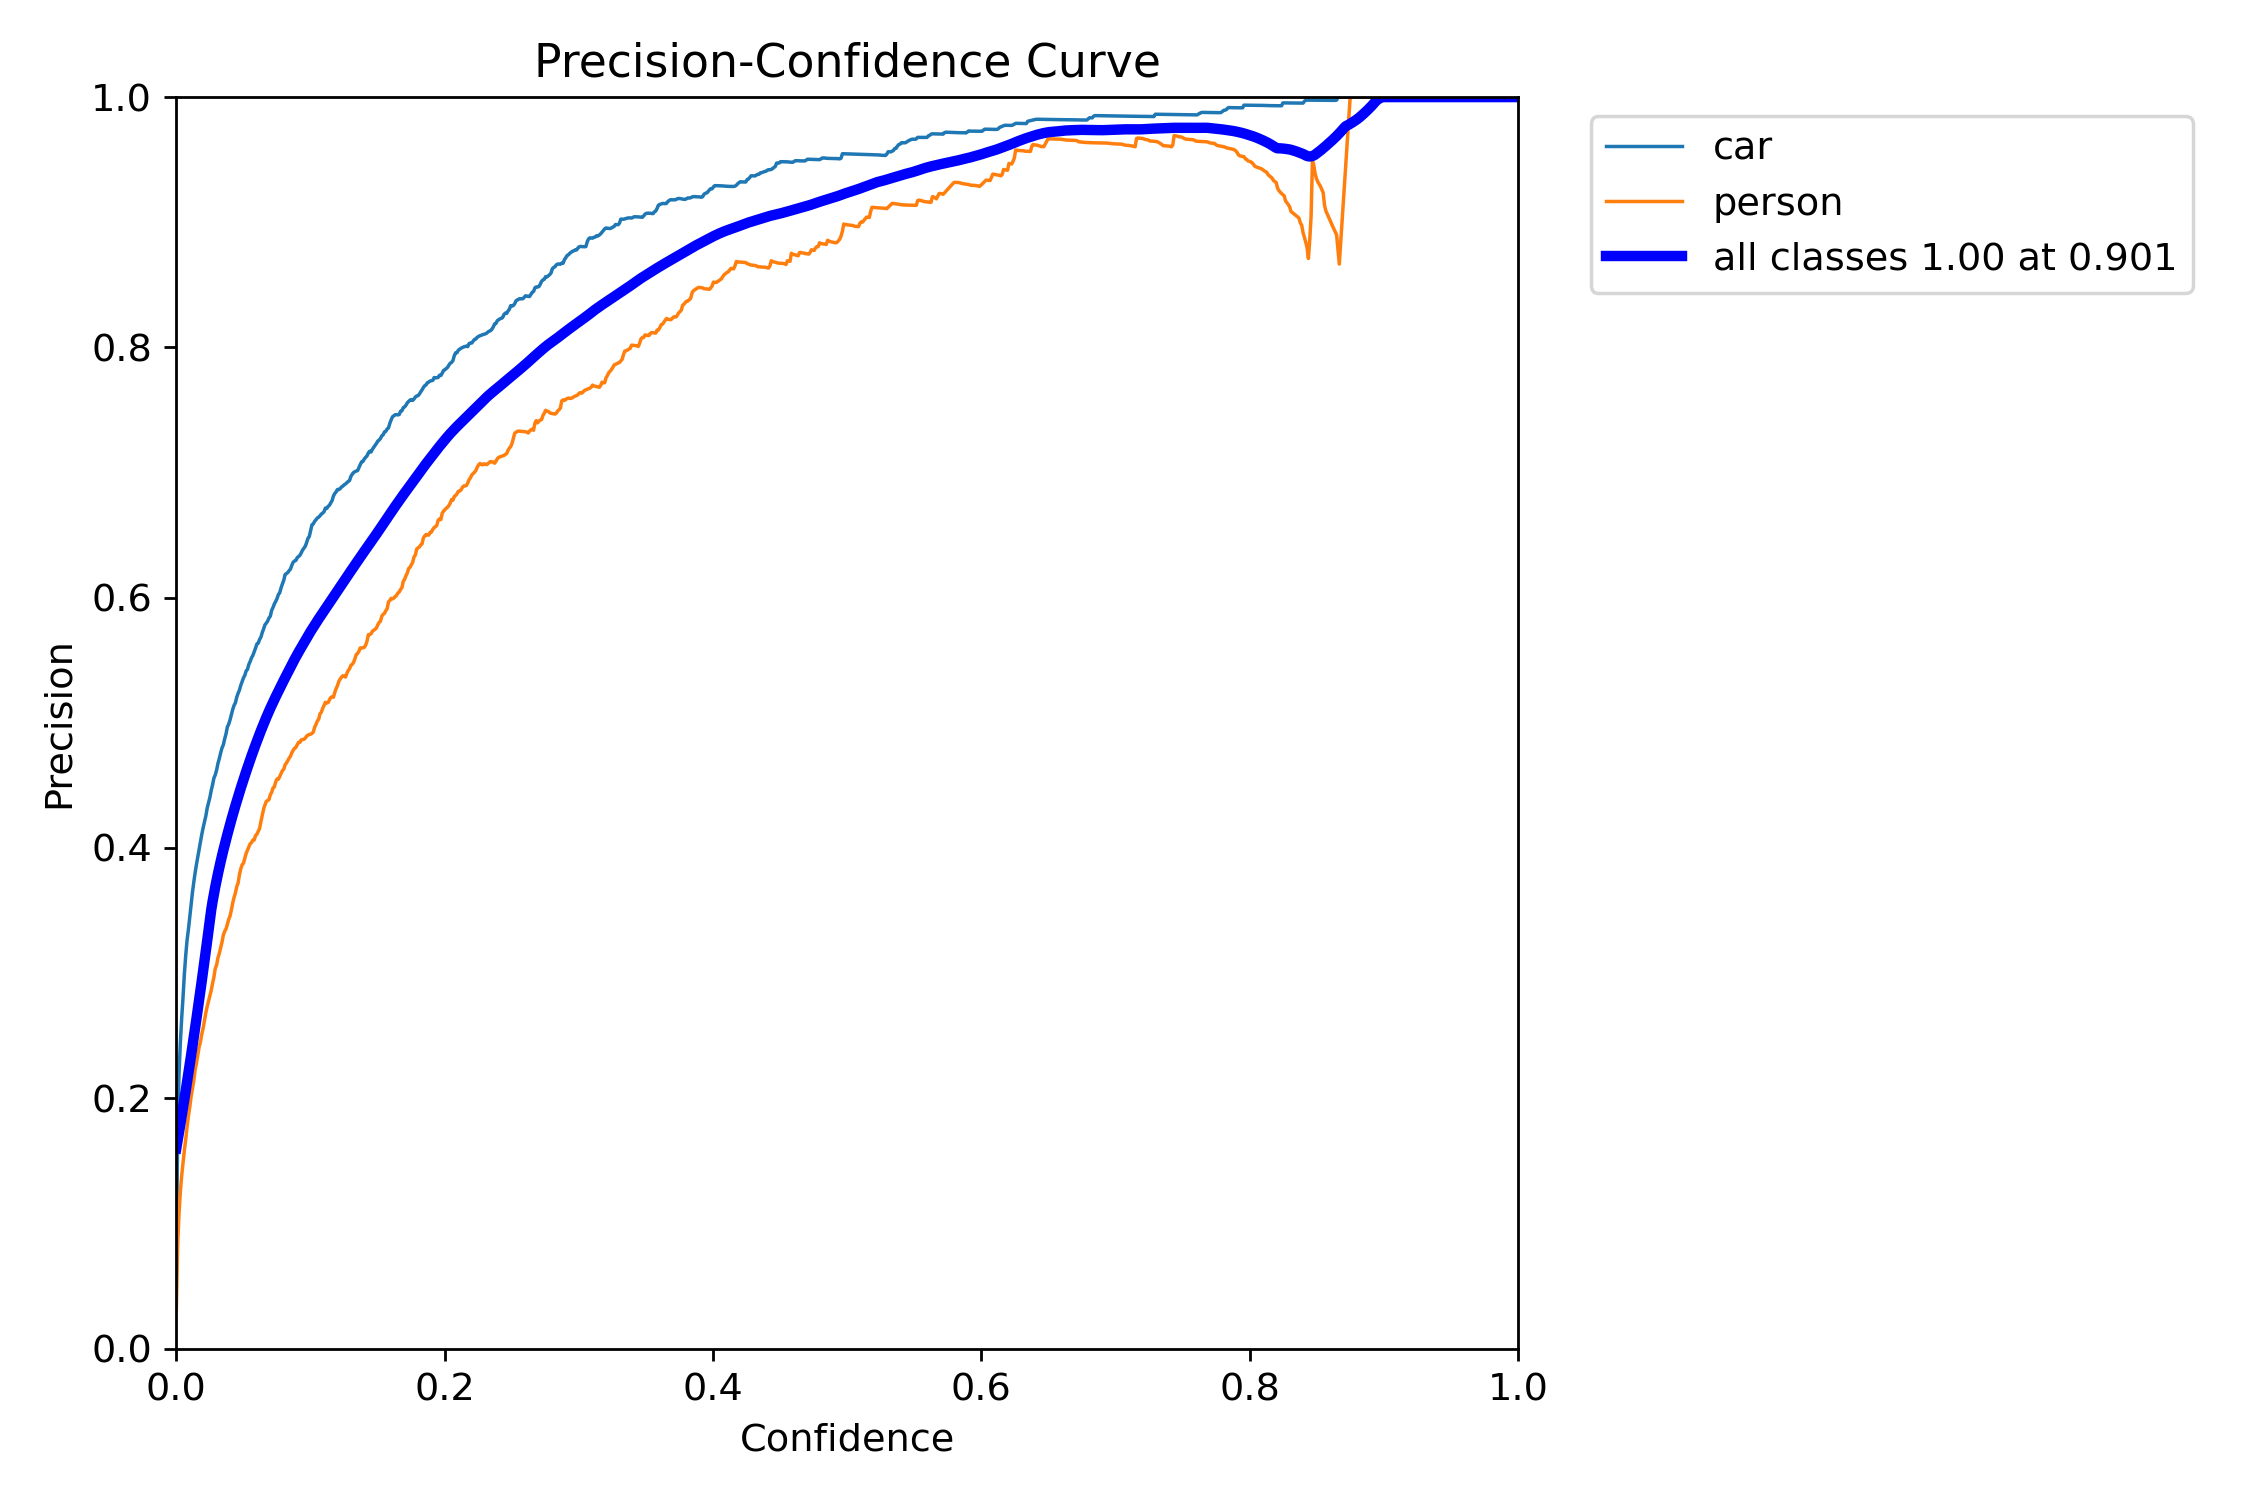 Precision-Confidence Curve
1.0
0.8
0.6
0.4
0.2
0.0
Precision
0.0 0.2 0.4 0.6 0.8 1.0
Confidence
car
person
all classes 1.00 at 0.901